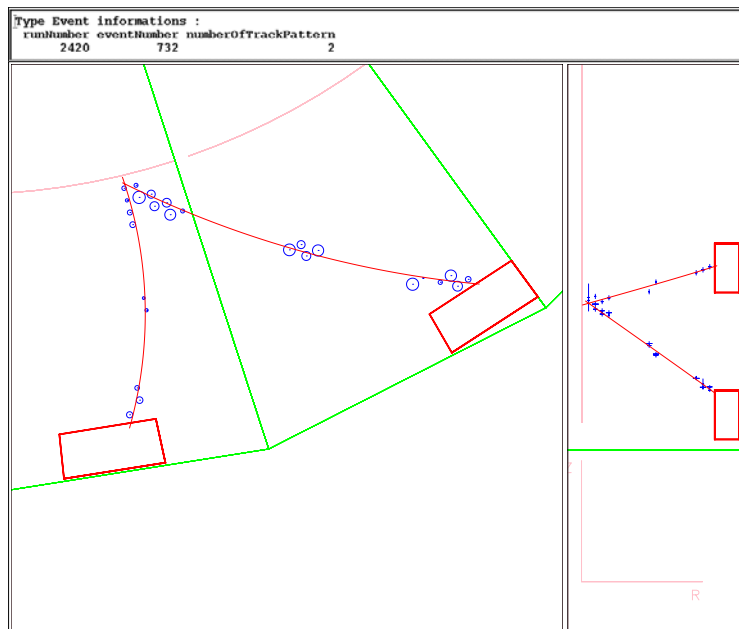 Type Event informations :
runNumber eventNumber numberOfTrackPattern
2420 732 2
Z
R